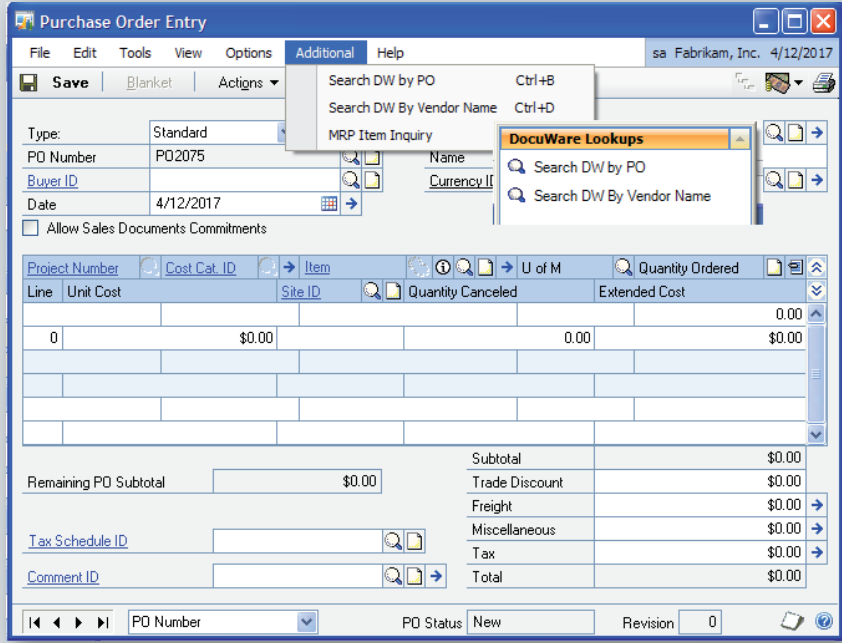 Purchase Order Entry
File Edit Tools View Options Additional Help sa Fabrikam, Inc. 4/12/2017
Save Blanket Actions
Search DW by PO Ctrl+B
Search DW By Vendor Name Ctrl+D
MRP Item Inquiry
DocuWare Lookups
Search DW by PO
Search DW By Vendor Name
Type: Standard
PO Number PO2075 Name
Buyer ID Currency
Date 4/12/2017
Allow Sales Documents Commitments
Project Number Cost Cat. ID Item U of M Quantity Ordered
Line Unit Cost Site ID Quantity Canceled Extended Cost
0.00
0 $0.00 0.00 $0.00
Subtotal $0.00
Remaining PO Subtotal $0.00 Trade Discount $0.00
Freight $0.00
Miscellaneous $0.00
Tax Schedule ID Tax $0.00
Comment ID Total $0.00
PO Number PO Status New Revision 0